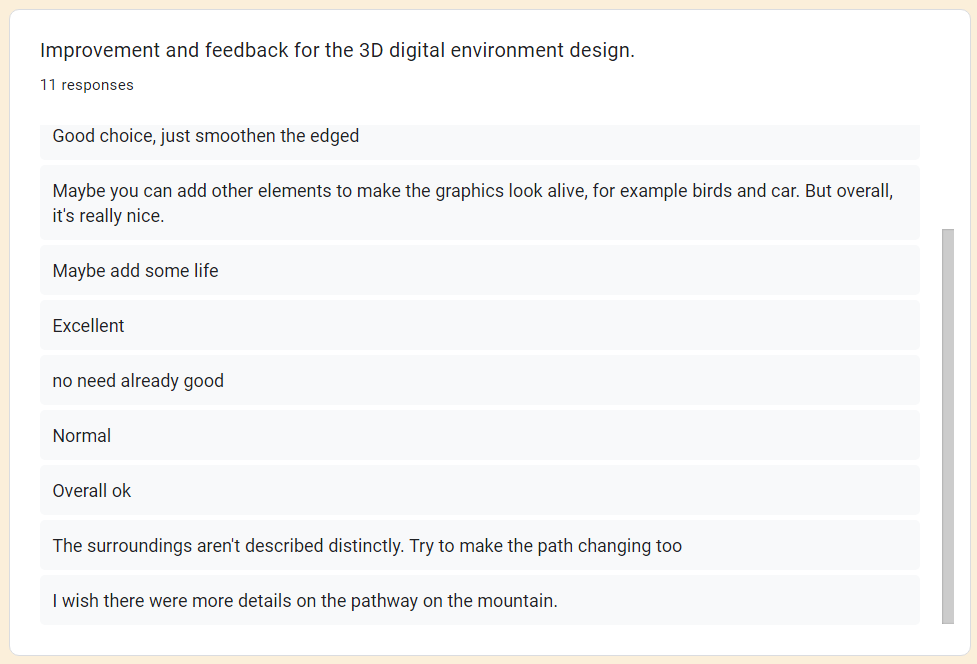 Improvement and feedback for the 3D digital environment design.
11 responses
Good choice, just smoothen the edged
Maybe you can add other elements to make the graphics look alive, for example birds and car. But overall,
it's really nice.
Maybe add some life
Excellent
no need already good
Normal
Overall ok
The surroundings aren't described distinctly. Try to make the path changing too
I wish there were more details on the pathway on the mountain.